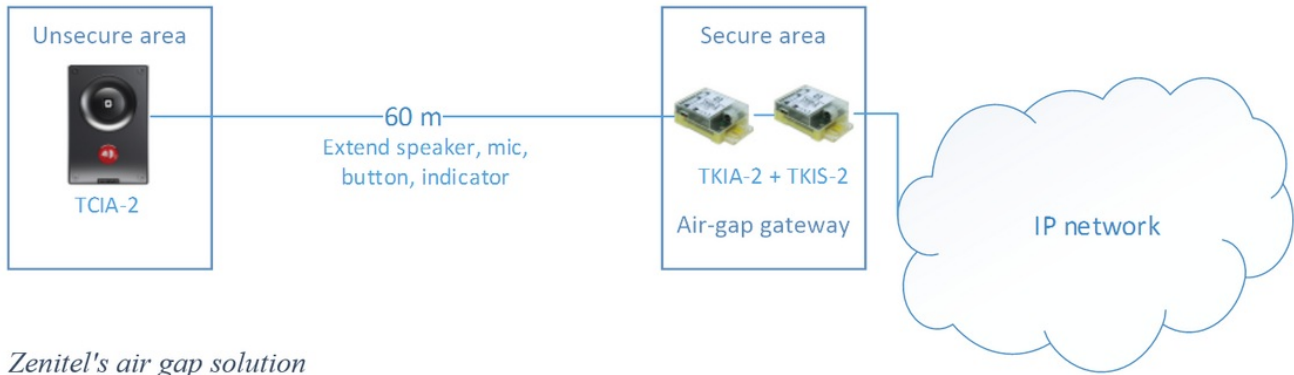 Unsecure area
TCIA-2
60 m
Extend speaker, mic,
button, indicator
Secure area
TKIA-2 + TKIS-2
Air-gap gateway
IP network
Zenitel's air gap solution